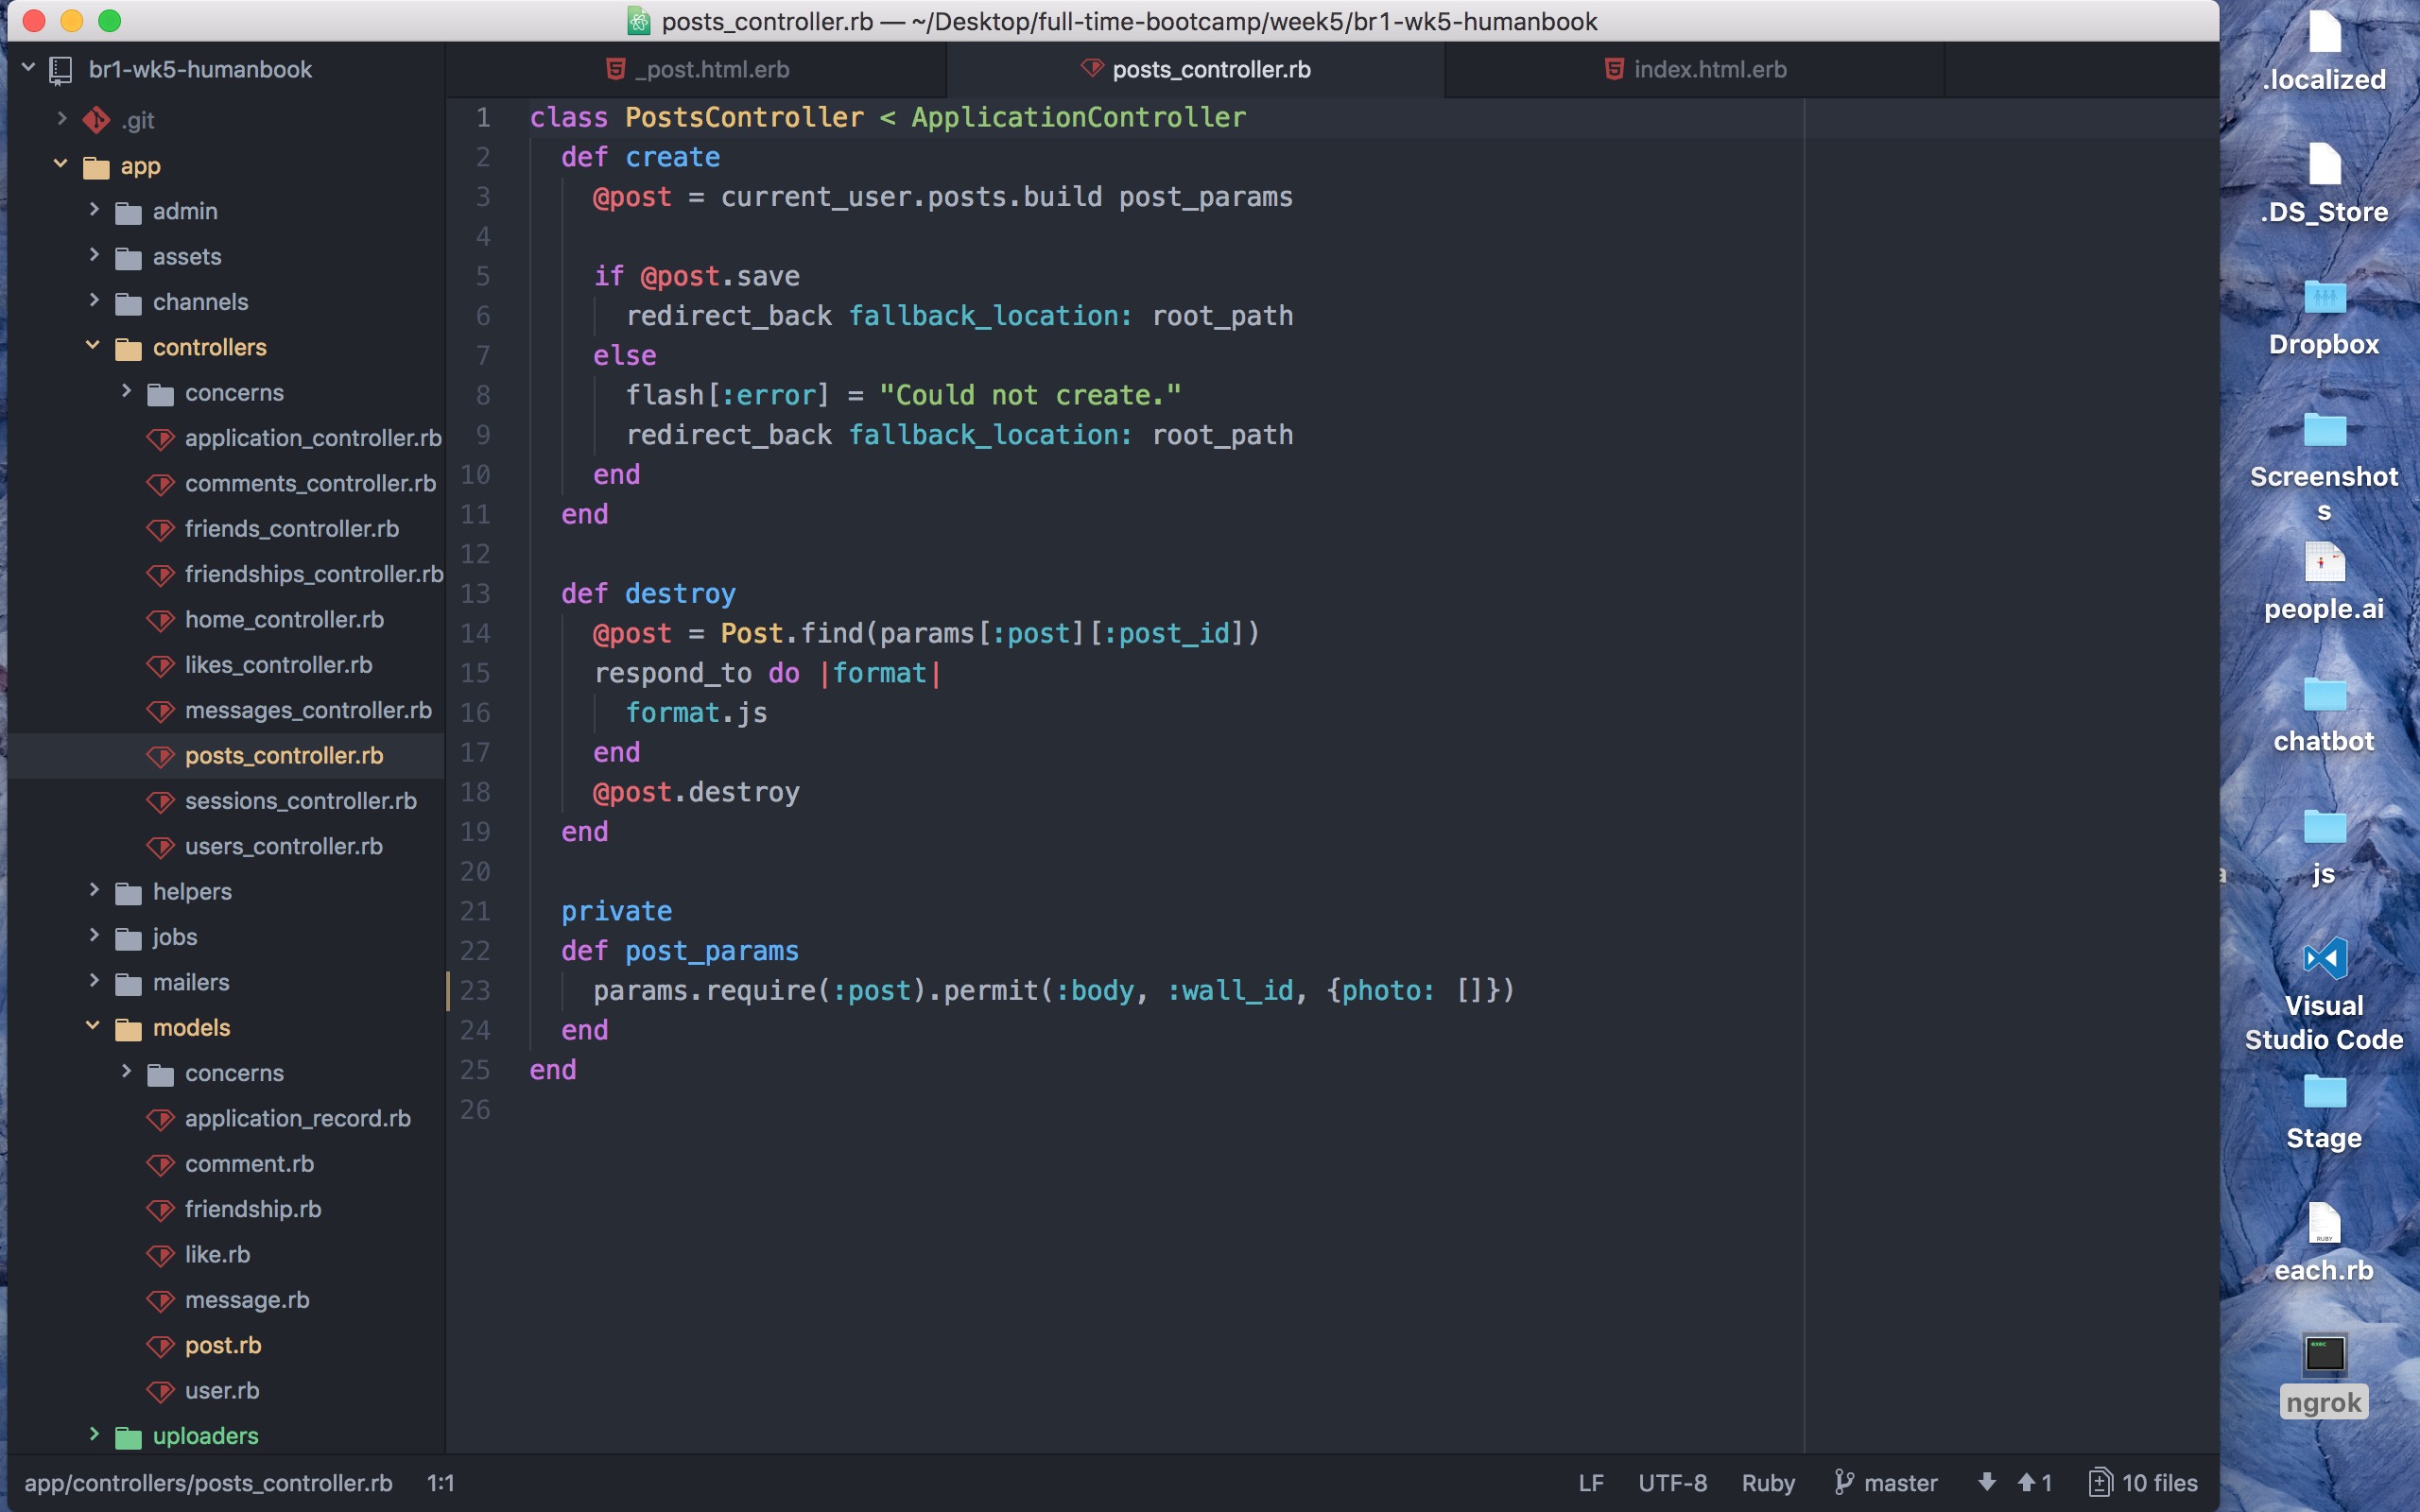 posts_controller.rb — ~/Desktop/full-time-bootcamp/week5/br1-wk5-humanbook
br1-wk5-humanbook
.git
app
admin
assets
channels
controllers
concerns
application_controller.rb
comments_controller.rb
friends_controller.rb
friendships_controller.rb
home_controller.rb
likes_controller.rb
messages_controller.rb
posts_controller.rb
sessions_controller.rb
users_controller.rb
helpers
jobs
mailers
models
concerns
application_record.rb
comment.rb
friendship.rb
like.rb
message.rb
post.rb
user.rb
uploaders
_post.html.erb
posts_controller.rb
index.html.erb
1 class PostsController < ApplicationController
2   def create
3     @post = current_user.posts.build post_params
4
5     if @post.save
6       redirect_back fallback_location: root_path
7     else
8       flash[:error] = "Could not create."
9       redirect_back fallback_location: root_path
10     end
11   end
12
13   def destroy
14     @post = Post.find(params[:post][:post_id])
15     respond_to do |format|
16       format.js
17     end
18     @post.destroy
19   end
20
21   private
22   def post_params
23     params.require(:post).permit(:body, :wall_id, {photo: []})
24   end
25 end
26
app/controllers/posts_controller.rb 1:1 LF UTF-8 Ruby master 1 10 files
.localized
.DS_Store
Dropbox
Screenshot
s
people.ai
chatbot
js
Visual
Studio Code
Stage
RUBY
each.rb
exec
ngrok